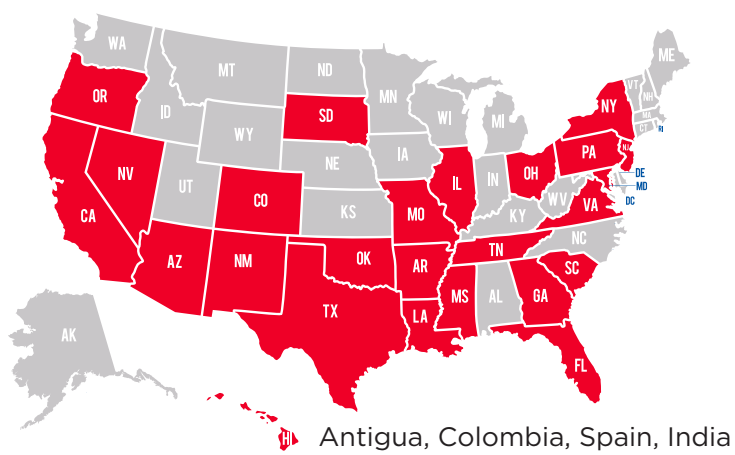 WA
MT
ND
MN
ME
VT
NH
OR
ID
SD
WI
MI
NY
MA
CT
RI
WY
IA
NE
PA
NJ
NV
UT
CO
IL
IN
OH
DE
MD
WV
VA
DC
CA
KS
MO
KY
NC
AZ
NM
OK
AR
TN
SC
MS
AL
GA
TX
LA
AK
FL
HI
Antigua, Colombia, Spain, India